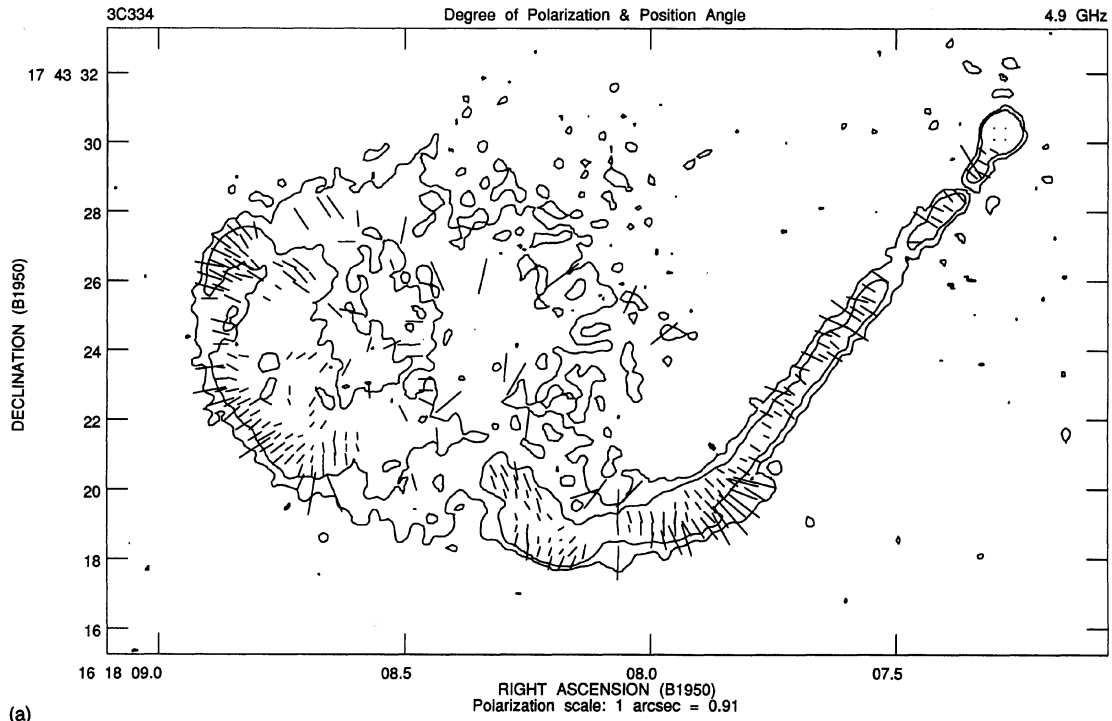 3C334 Degree of Polarization & Position Angle 4.9 GHz
17 43 32
30
28
26
24
22
20
18
16
DECLINATION (B1950)
16 18 09.0 08.5 08.0 07.5
RIGHT ASCENSION (B1950)
Polarization scale: 1 arcsec = 0.91
(a)